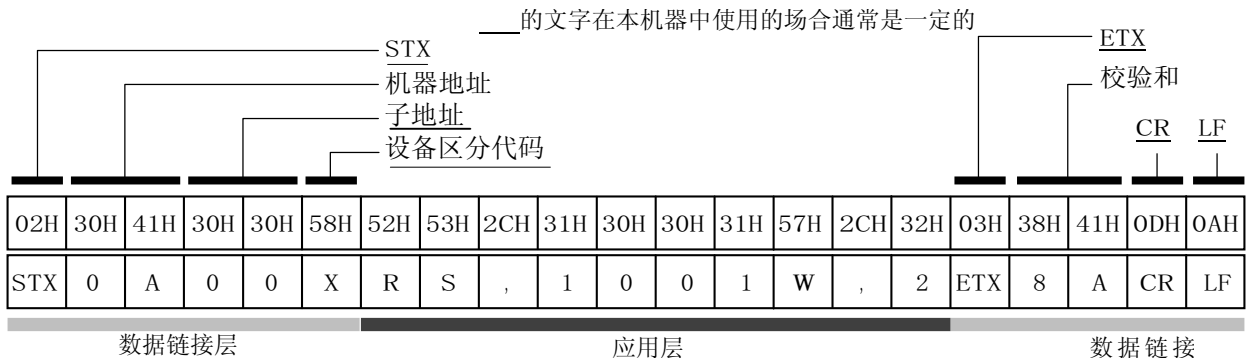 的文字在本机器中使用的场合通常是一定的
STX
机器地址
子地址
设备区分代码
ETX
校验和
CR LF
02H 30H 41H 30H 30H 58H 52H 53H 2CH 31H 30H 30H 31H 57H 2CH 32H 03H 38H 41H 0DH 0AH
STX 0 A 0 0 X R S , 1 0 0 1 W , 2 ETX 8 A CR LF
数据链接层 应用层 数据链接